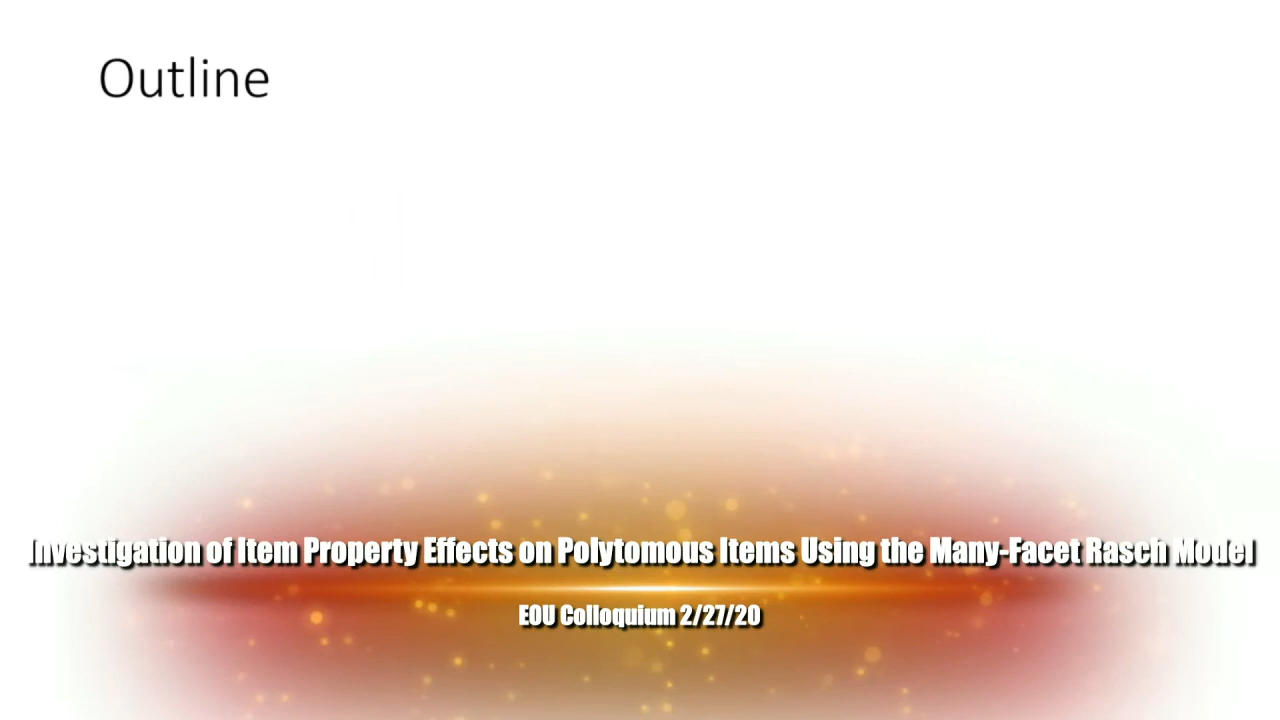 Outline
Investigation of Item Property Effects on Polytomous Items Using the Many-Facet Rasch Model
EOU Colloquium 2/27/20